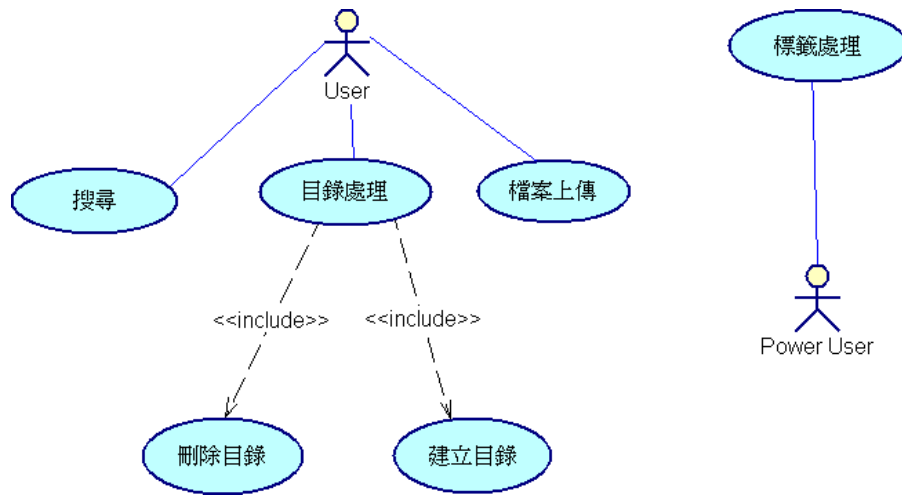 User
標籤處理
搜尋
目錄處理
檔案上傳
<<include>>
<<include>>
Power User
刪除目錄
建立目錄